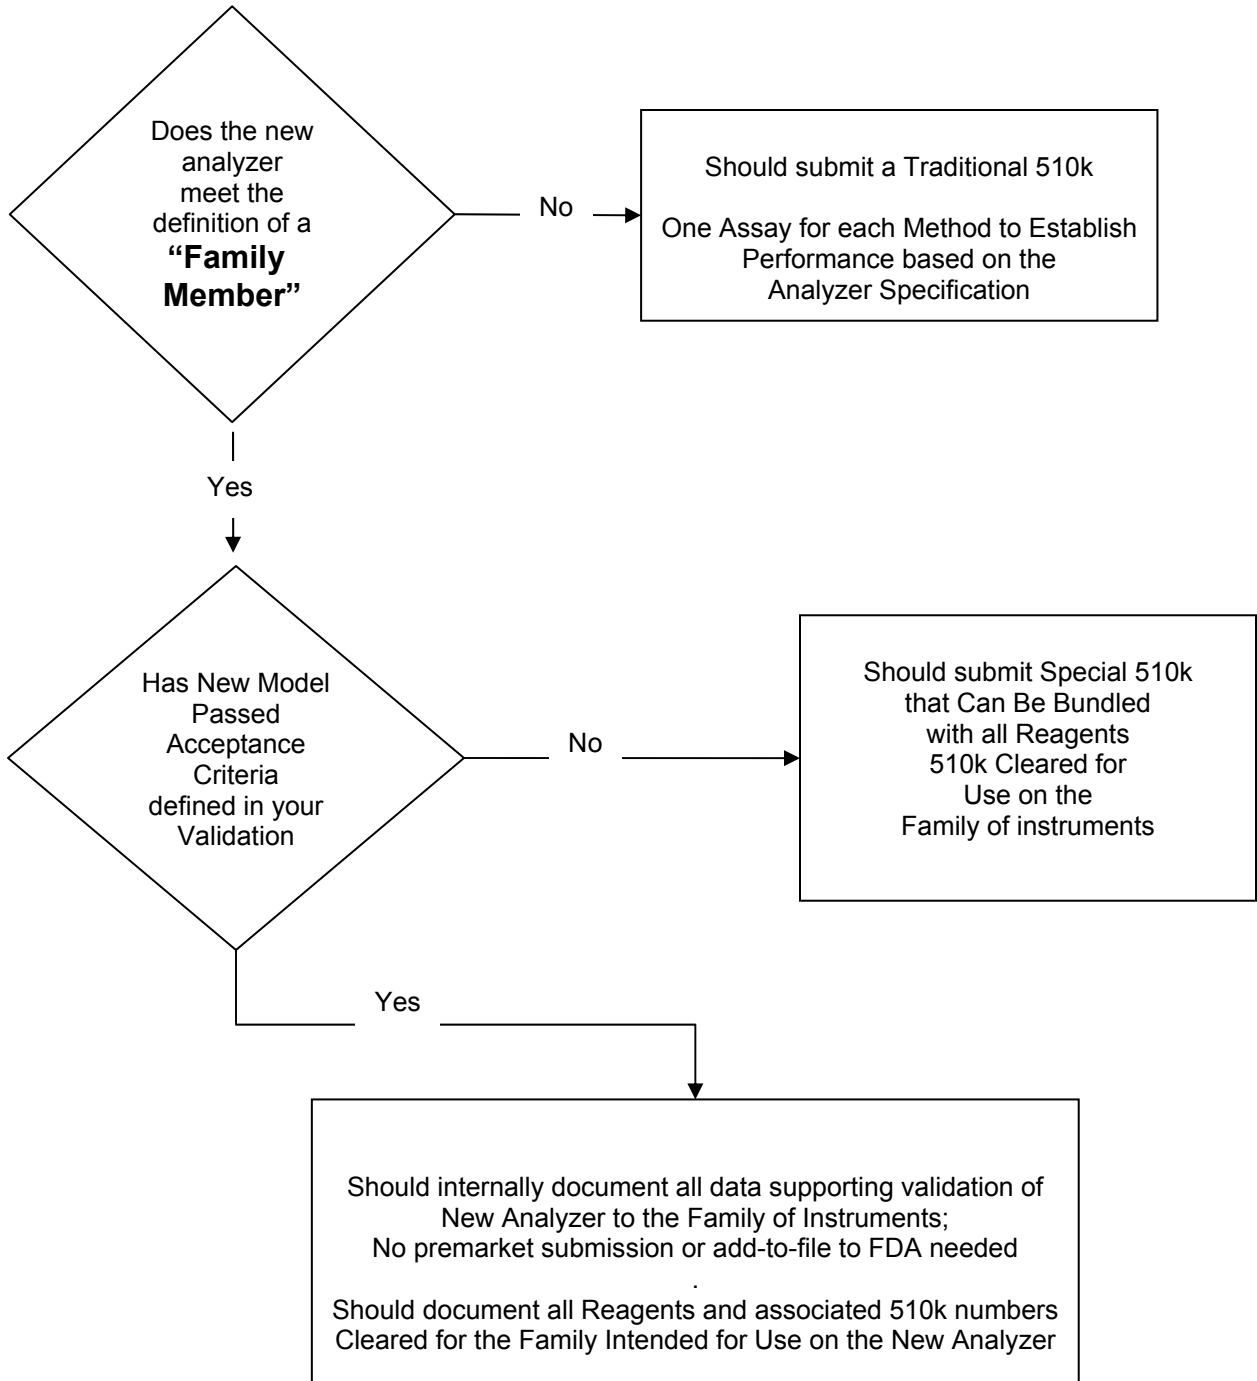 Does the new
analyzer
meet the
definition of a
“Family
Member”
No
Should submit a Traditional 510k
One Assay for each Method to Establish
Performance based on the
Analyzer Specification
Yes
Has New Model
Passed
Acceptance
Criteria
defined in your
Validation
No
Should submit Special 510k
that Can Be Bundled
with all Reagents
510k Cleared for
Use on the
Family of instruments
Yes
Should internally document all data supporting validation of
New Analyzer to the Family of Instruments;
No premarket submission or add-to-file to FDA needed
.
Should document all Reagents and associated 510k numbers
Cleared for the Family Intended for Use on the New Analyzer